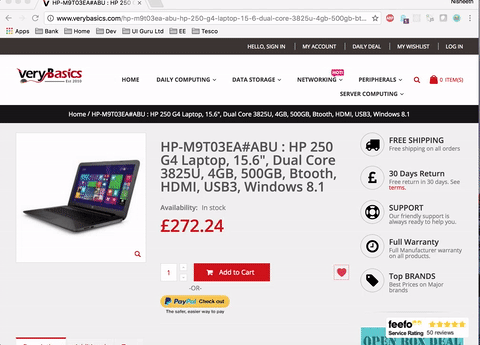 HP-M9T03EA#ABU : HP 250
Nisheeth
www.verybasics.com/hp-m9t03ea-abu-hp-250-g4-laptop-15-6-dual-core-3825u-4gb-500gb-bt...
Apps Bank Home Dev UI Guru Ltd EE Tesco
HELLO, SIGN IN MY ACCOUNT DAILY DEAL MY WISHLIST LOG IN
veryBasics
Est 2010
HOT!
HOME DAILY COMPUTING DATA STORAGE NETWORKING PERIPHERALS 0 ITEM(S)
SERVER COMPUTING
Home / HP-M9T03EA#ABU : HP 250 G4 Laptop, 15.6", Dual Core 3825U, 4GB, 500GB, Btooth, HDMI, USB3, Windows 8.1
HP-M9T03EA#ABU : HP 250
G4 Laptop, 15.6", Dual Core
3825U, 4GB, 500GB, Btooth,
HDMI, USB3, Windows 8.1
Availability: In stock
£272.24
1 Add to Cart
-OR-
PayPal Check out
The safer, easier way to pay
FREE SHIPPING
Free shipping on all orders
£
30 Days Return
Free return in 30 days. See
terms.
SUPPORT
Our friendly support is
always ready to help you.
Full Warranty
Full Manufacturer warranty
on all products.
Top BRANDS
Best Prices on Major
brands
feefo
Service Rating 50 reviews
OPEN BOX DEAL